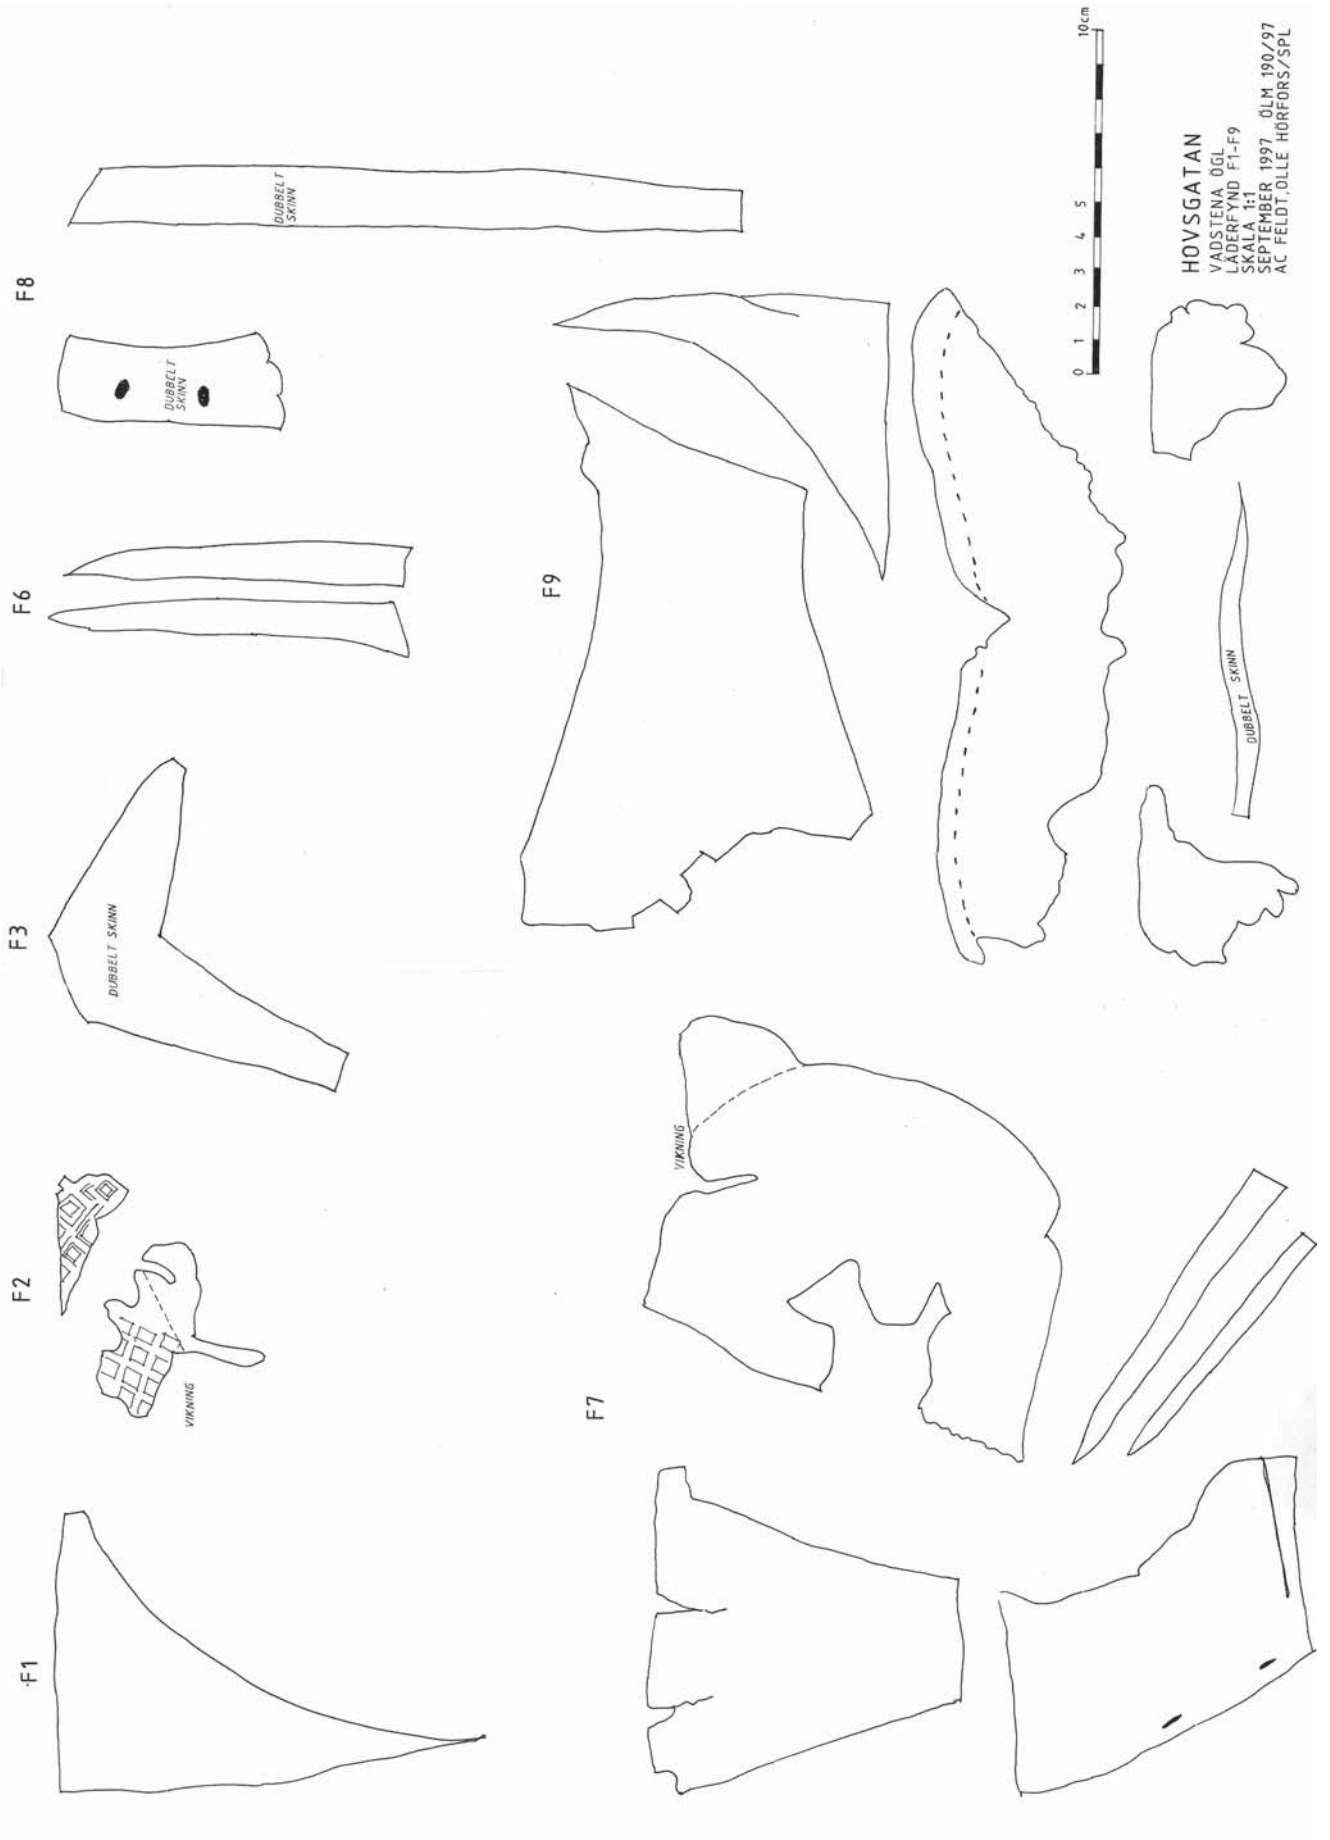 F1
F2
F3
F6
F8
VIKNING
DUBBELT SKINN
DUBBELT
SKINN
DUBBELT
SKINN
F7
F9
VIKNING
DUBBELT SKINN
0 1 2 3 4 5 10cm
HOVSGATAN
VADSTENA ÖGL
LÄDERFYND F1-F9
SKALA 1:1
SEPTEMBER 1997 ÖLM 190/97
AC FELDT, OLLE HÖRFORS/SPL